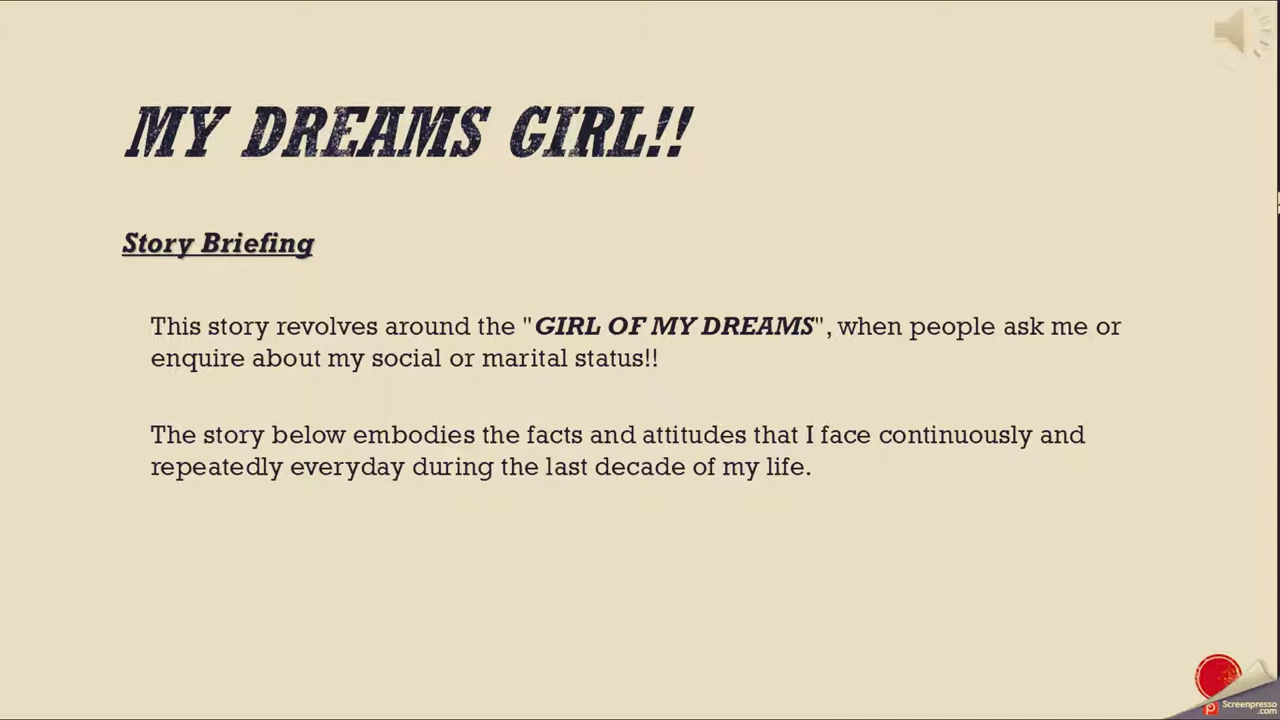 MY DREAMS GIRL!!
Story Briefing
This story revolves around the "GIRL OF MY DREAMS", when people ask me or
enquire about my social or marital status!!
The story below embodies the facts and attitudes that I face continuously and
repeatedly everyday during the last decade of my life.
Screenpresso
.com